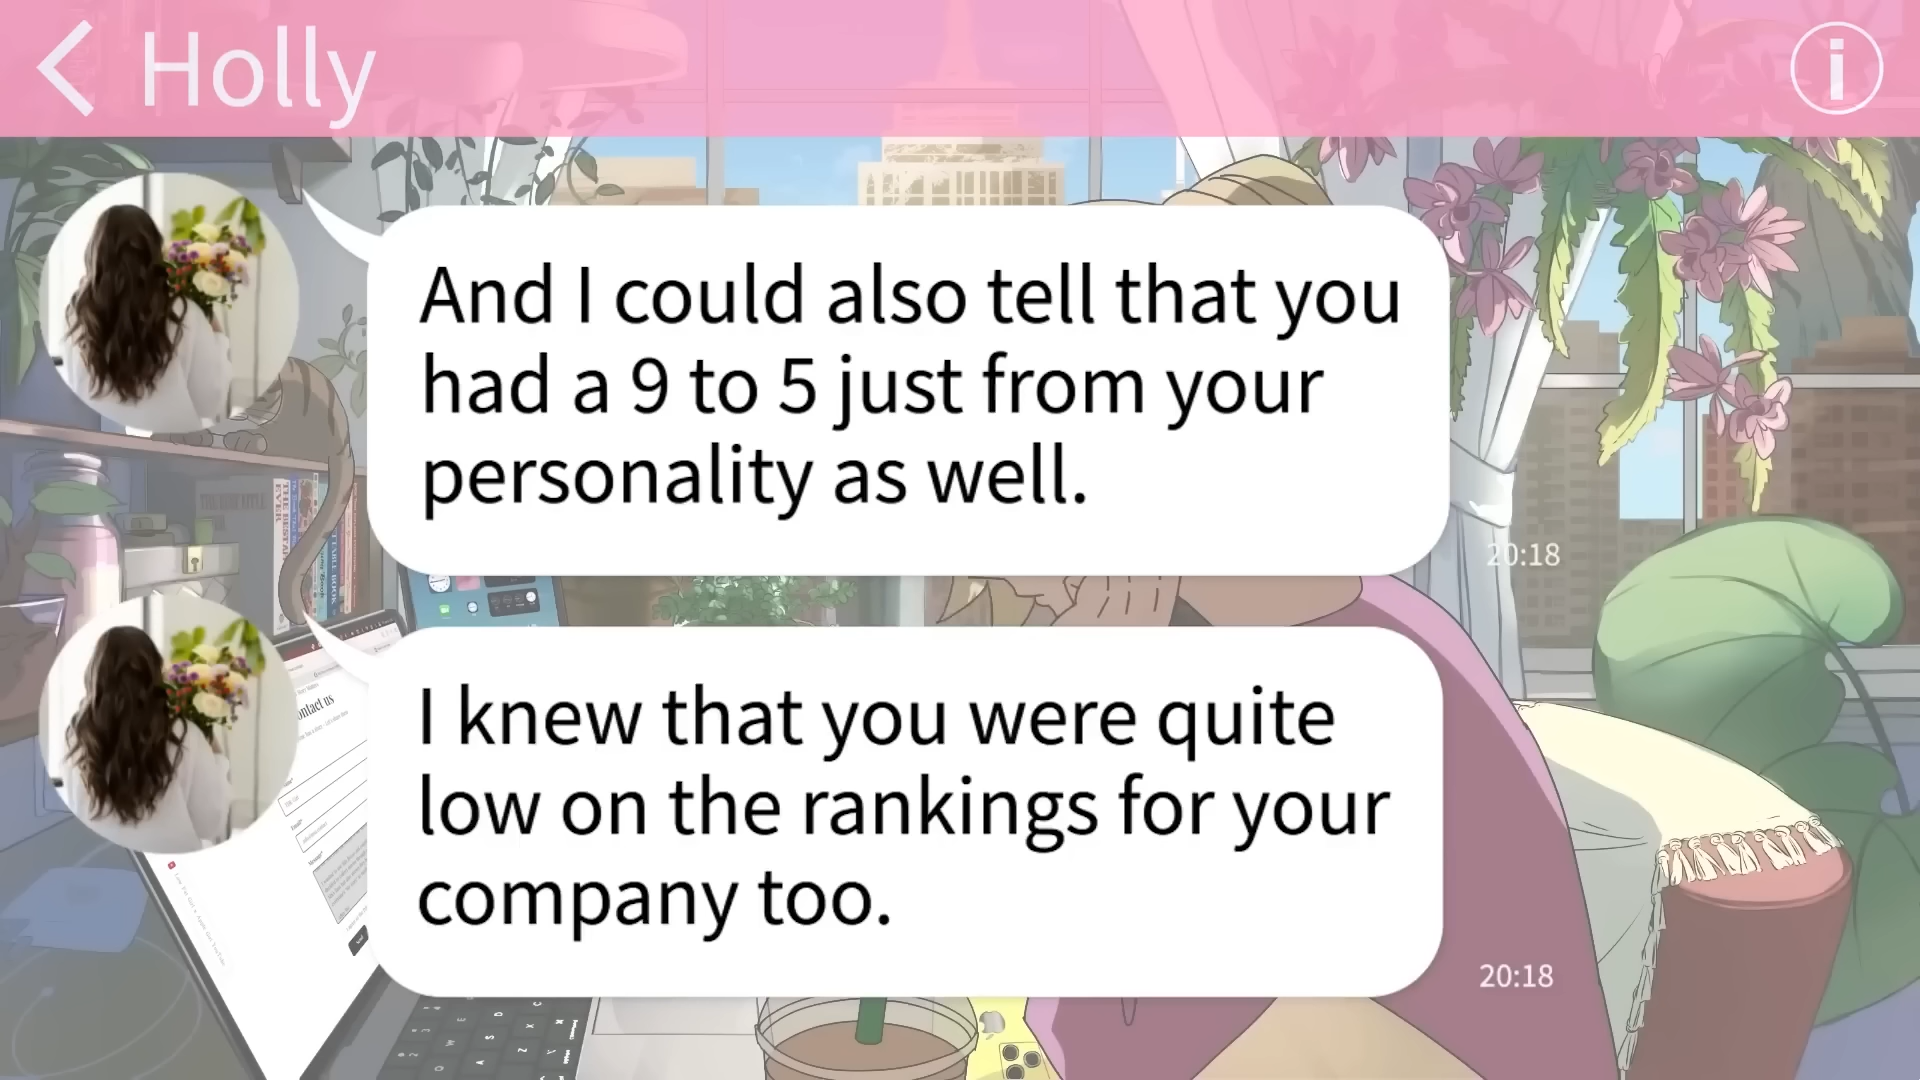 Holly
And I could also tell that you
had a 9 to 5 just from your
personality as well.
20:18
I knew that you were quite
low on the rankings for your
company too.
20:18